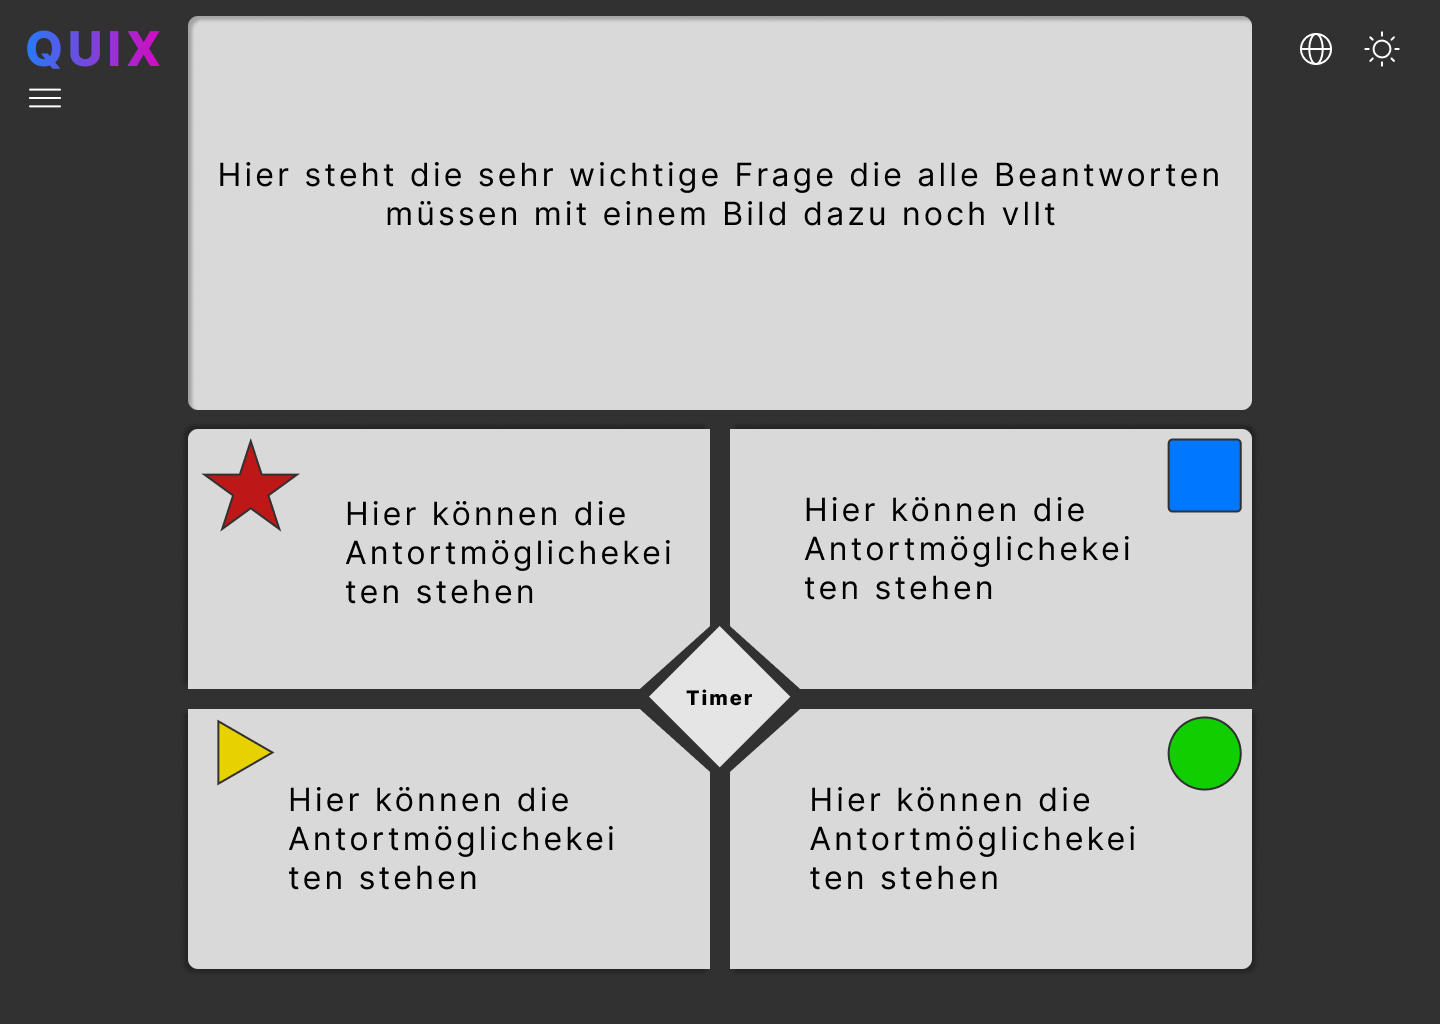 QUIX
Hier steht die sehr wichtige Frage die alle Beantworten
müssen mit einem Bild dazu noch vllt
Hier können die
Antortmöglichekei
ten stehen
Hier können die
Antortmöglichekei
ten stehen
Timer
Hier können die
Antortmöglichekei
ten stehen
Hier können die
Antortmöglichekei
ten stehen